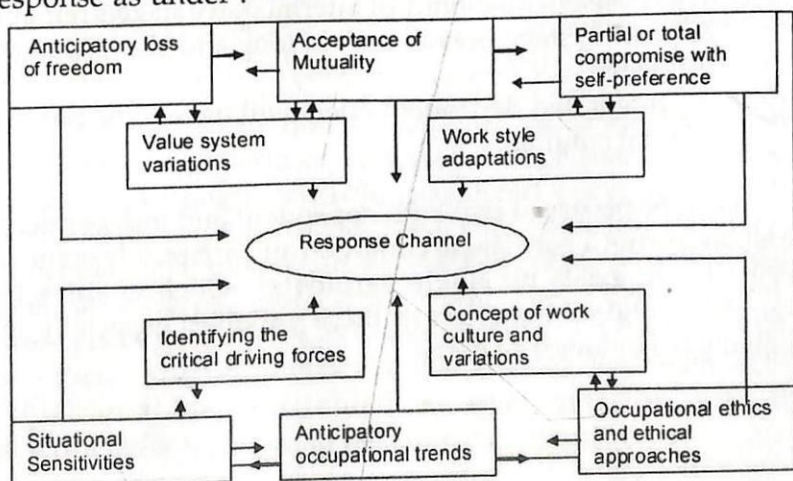 esponse as under
Anticipatory loss
of freedom
Acceptance of
Mutuality
Partial or total
compromise with
self-preference
Value system
variations
Work style
adaptations
Response Channel
Identifying the
critical driving forces
Concept of work
culture and
variations
Situational
Sensitivities
Anticipatory
occupational trends
Occupational ethics
and ethical
approaches